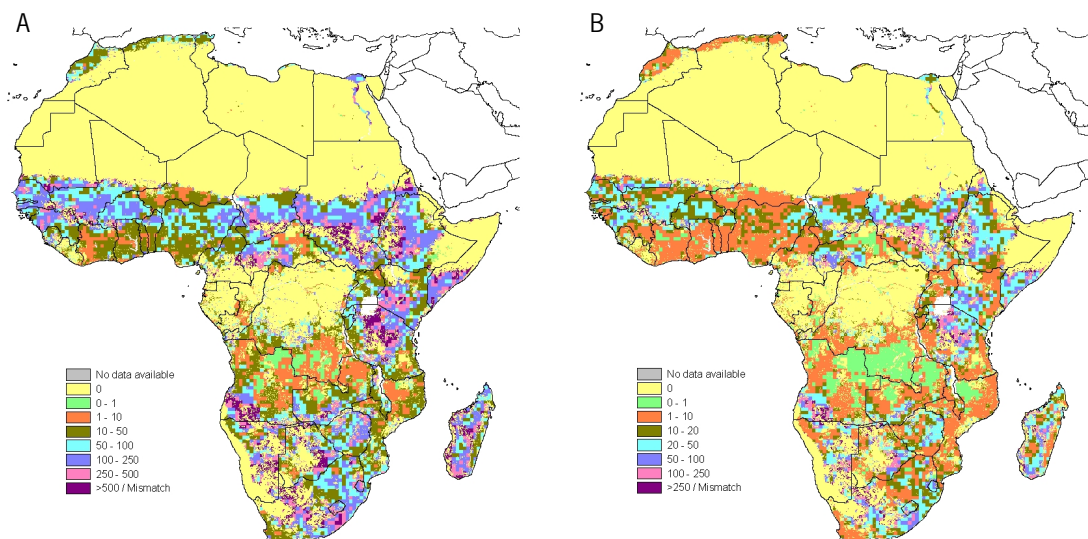 A
No data available
0
0 - 1
1 - 10
10 - 50
50 - 100
100 - 250
250 - 500
>500 / Mismatch
B
No data available
0
0 - 1
1 - 10
10 - 20
20 - 50
50 - 100
100 - 250
>250 / Mismatch